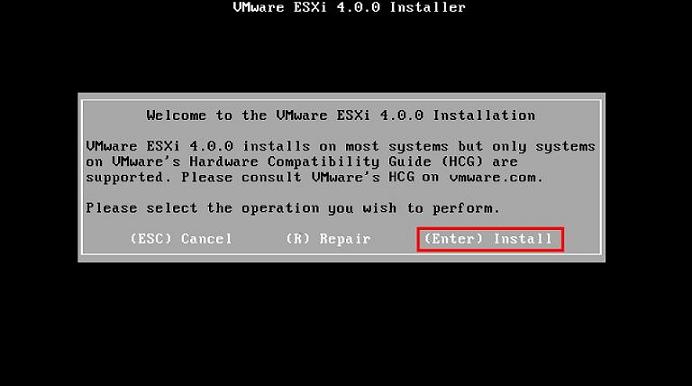 VMware ESXi 4.0.0 Installer
Welcome to the VMware ESXi 4.0.0 Installation
VMware ESXi 4.0.0 installs on most systems but only systems
on VMware's Hardware Compatibility Guide (HCG) are
supported. Please consult VMware's HCG on vmware.com.
Please select the operation you wish to perform.
(ESC) Cancel (R) Repair (Enter) Install